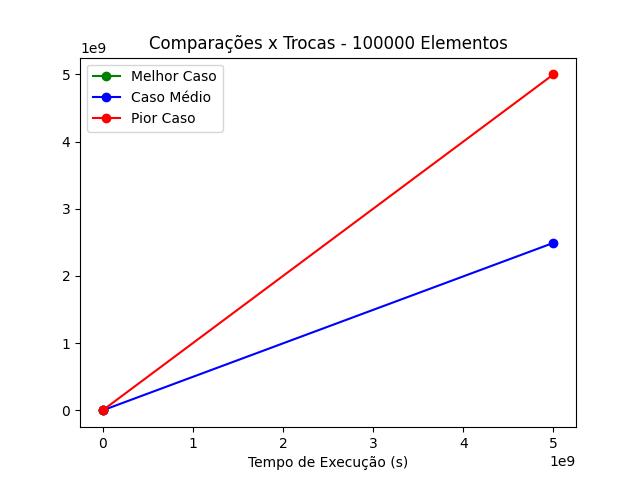 Comparações x Trocas - 100000 Elementos
1e9
Melhor Caso
Caso Médio
Pior Caso
5
4
3
2
1
0
0 1 2 3 4 5
Tempo de Execução (s) 1e9